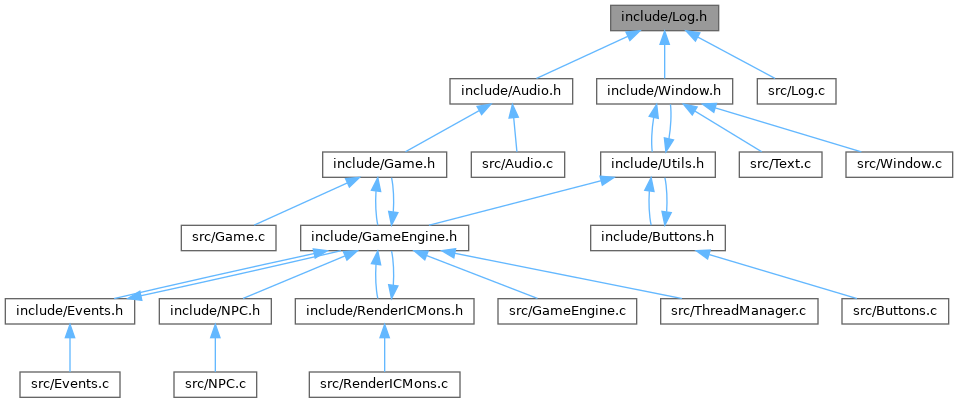 include/Log.h
include/Audio.h
include/Window.h
src/Log.c
include/Game.h
src/Audio.c
include/Utils.h
src/Text.c
src/Window.c
src/Game.c
include/GameEngine.h
include/Buttons.h
include/Events.h
include/NPC.h
include/RenderICMons.h
src/GameEngine.c
src/ThreadManager.c
src/Buttons.c
src/Events.c
src/NPC.c
src/RenderICMons.c